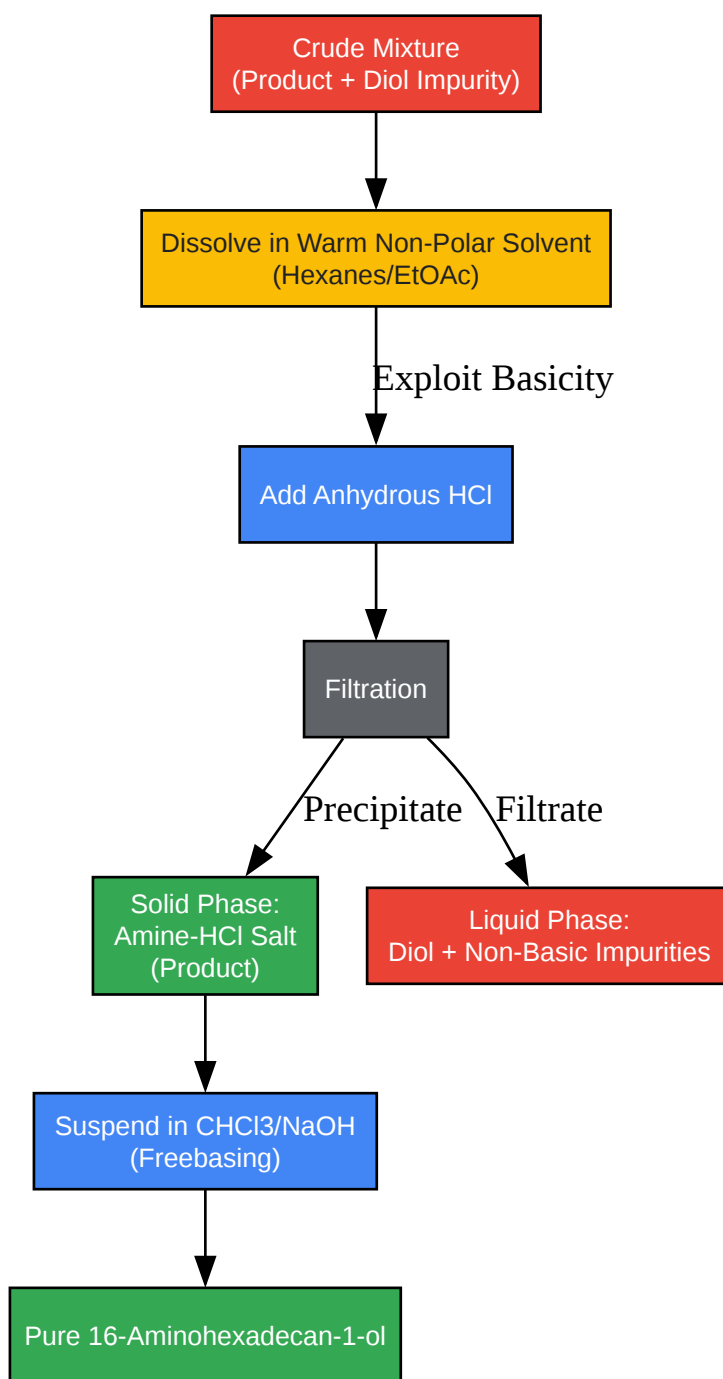 Crude Mixture
(Product + Diol Impurity)
Dissolve in Warm Non-Polar Solvent
(Hexanes/EtOAc)
Exploit Basicity
Add Anhydrous HCl
Filtration
Precipitate
Filtrate
Solid Phase:
Amine-HCl Salt
(Product)
Liquid Phase:
Diol + Non-Basic Impurities
Suspend in CHCl3/NaOH
(Freebasing)
Pure 16-Aminohexadecan-1-ol